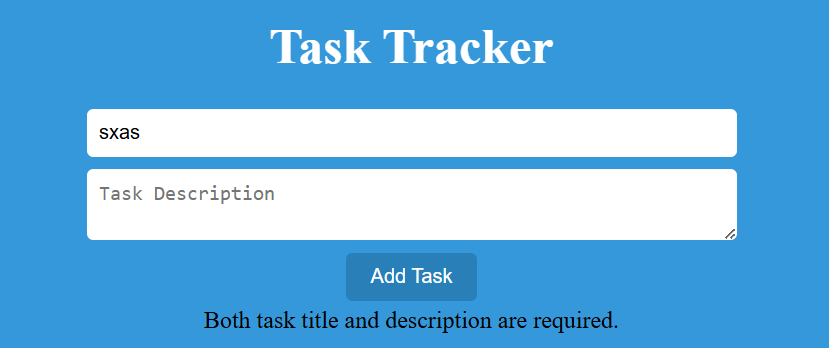 Task Tracker
sxas
Task Description
Add Task
Both task title and description are required.